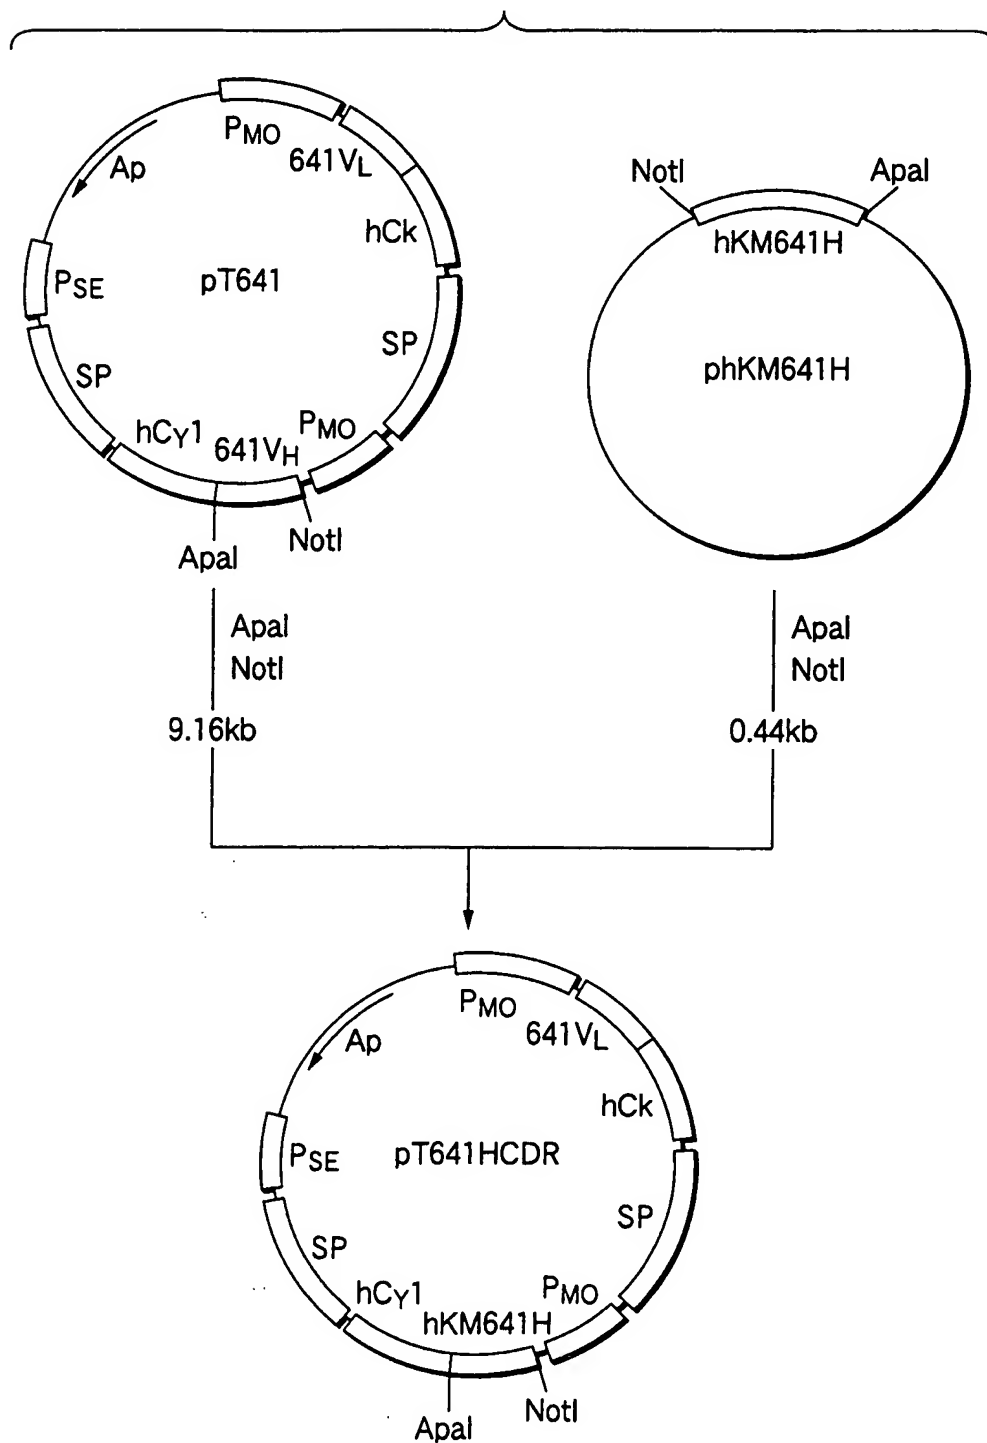 PMO
641VL
Ap
hCk
PSE
pT641
SP
SP
hCγ1
641VH
PMO
NotI
ApaI
NotI
ApaI
hKM641H
phKM641H
ApaI
NotI
9.16kb
ApaI
NotI
0.44kb
PMO
641VL
Ap
hCk
PSE
pT641HCDR
SP
SP
hCγ1
hKM641H
PMO
NotI
ApaI